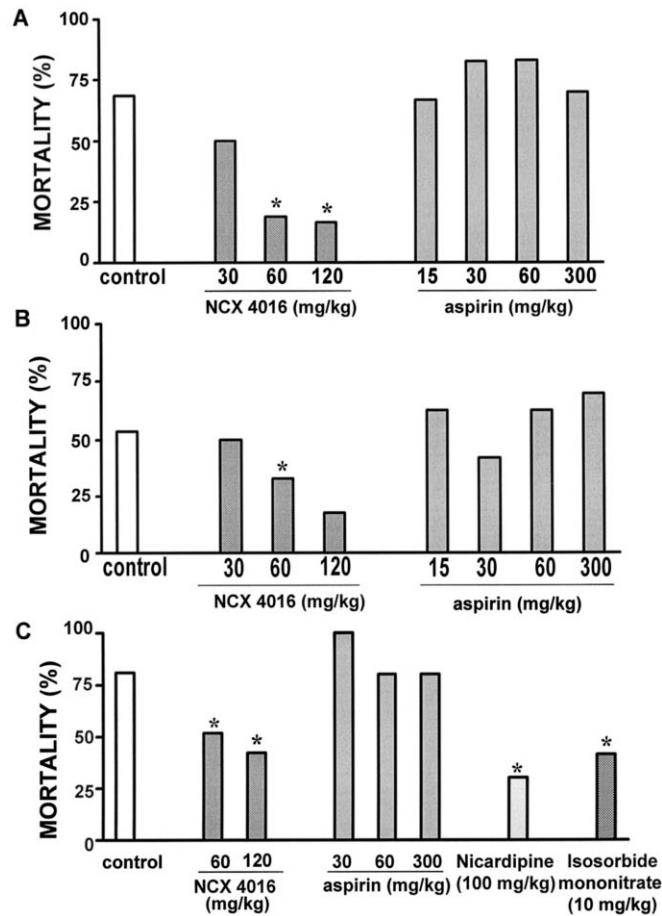 A
MORTALITY (%)
100
75
50
25
0
* *
control 30 60 120 15 30 60 300
NCX 4016 (mg/kg) aspirin (mg/kg)
B
MORTALITY (%)
100
75
50
25
0
*
control 30 60 120 15 30 60 300
NCX 4016 (mg/kg) aspirin (mg/kg)
C
MORTALITY (%)
100
75
50
25
0
* * * *
control 60 120 30 60 300 Nicardipine Isosorbide
NCX 4016 aspirin (mg/kg) (100 mg/kg) mononitrate
(mg/kg) (10 mg/kg)